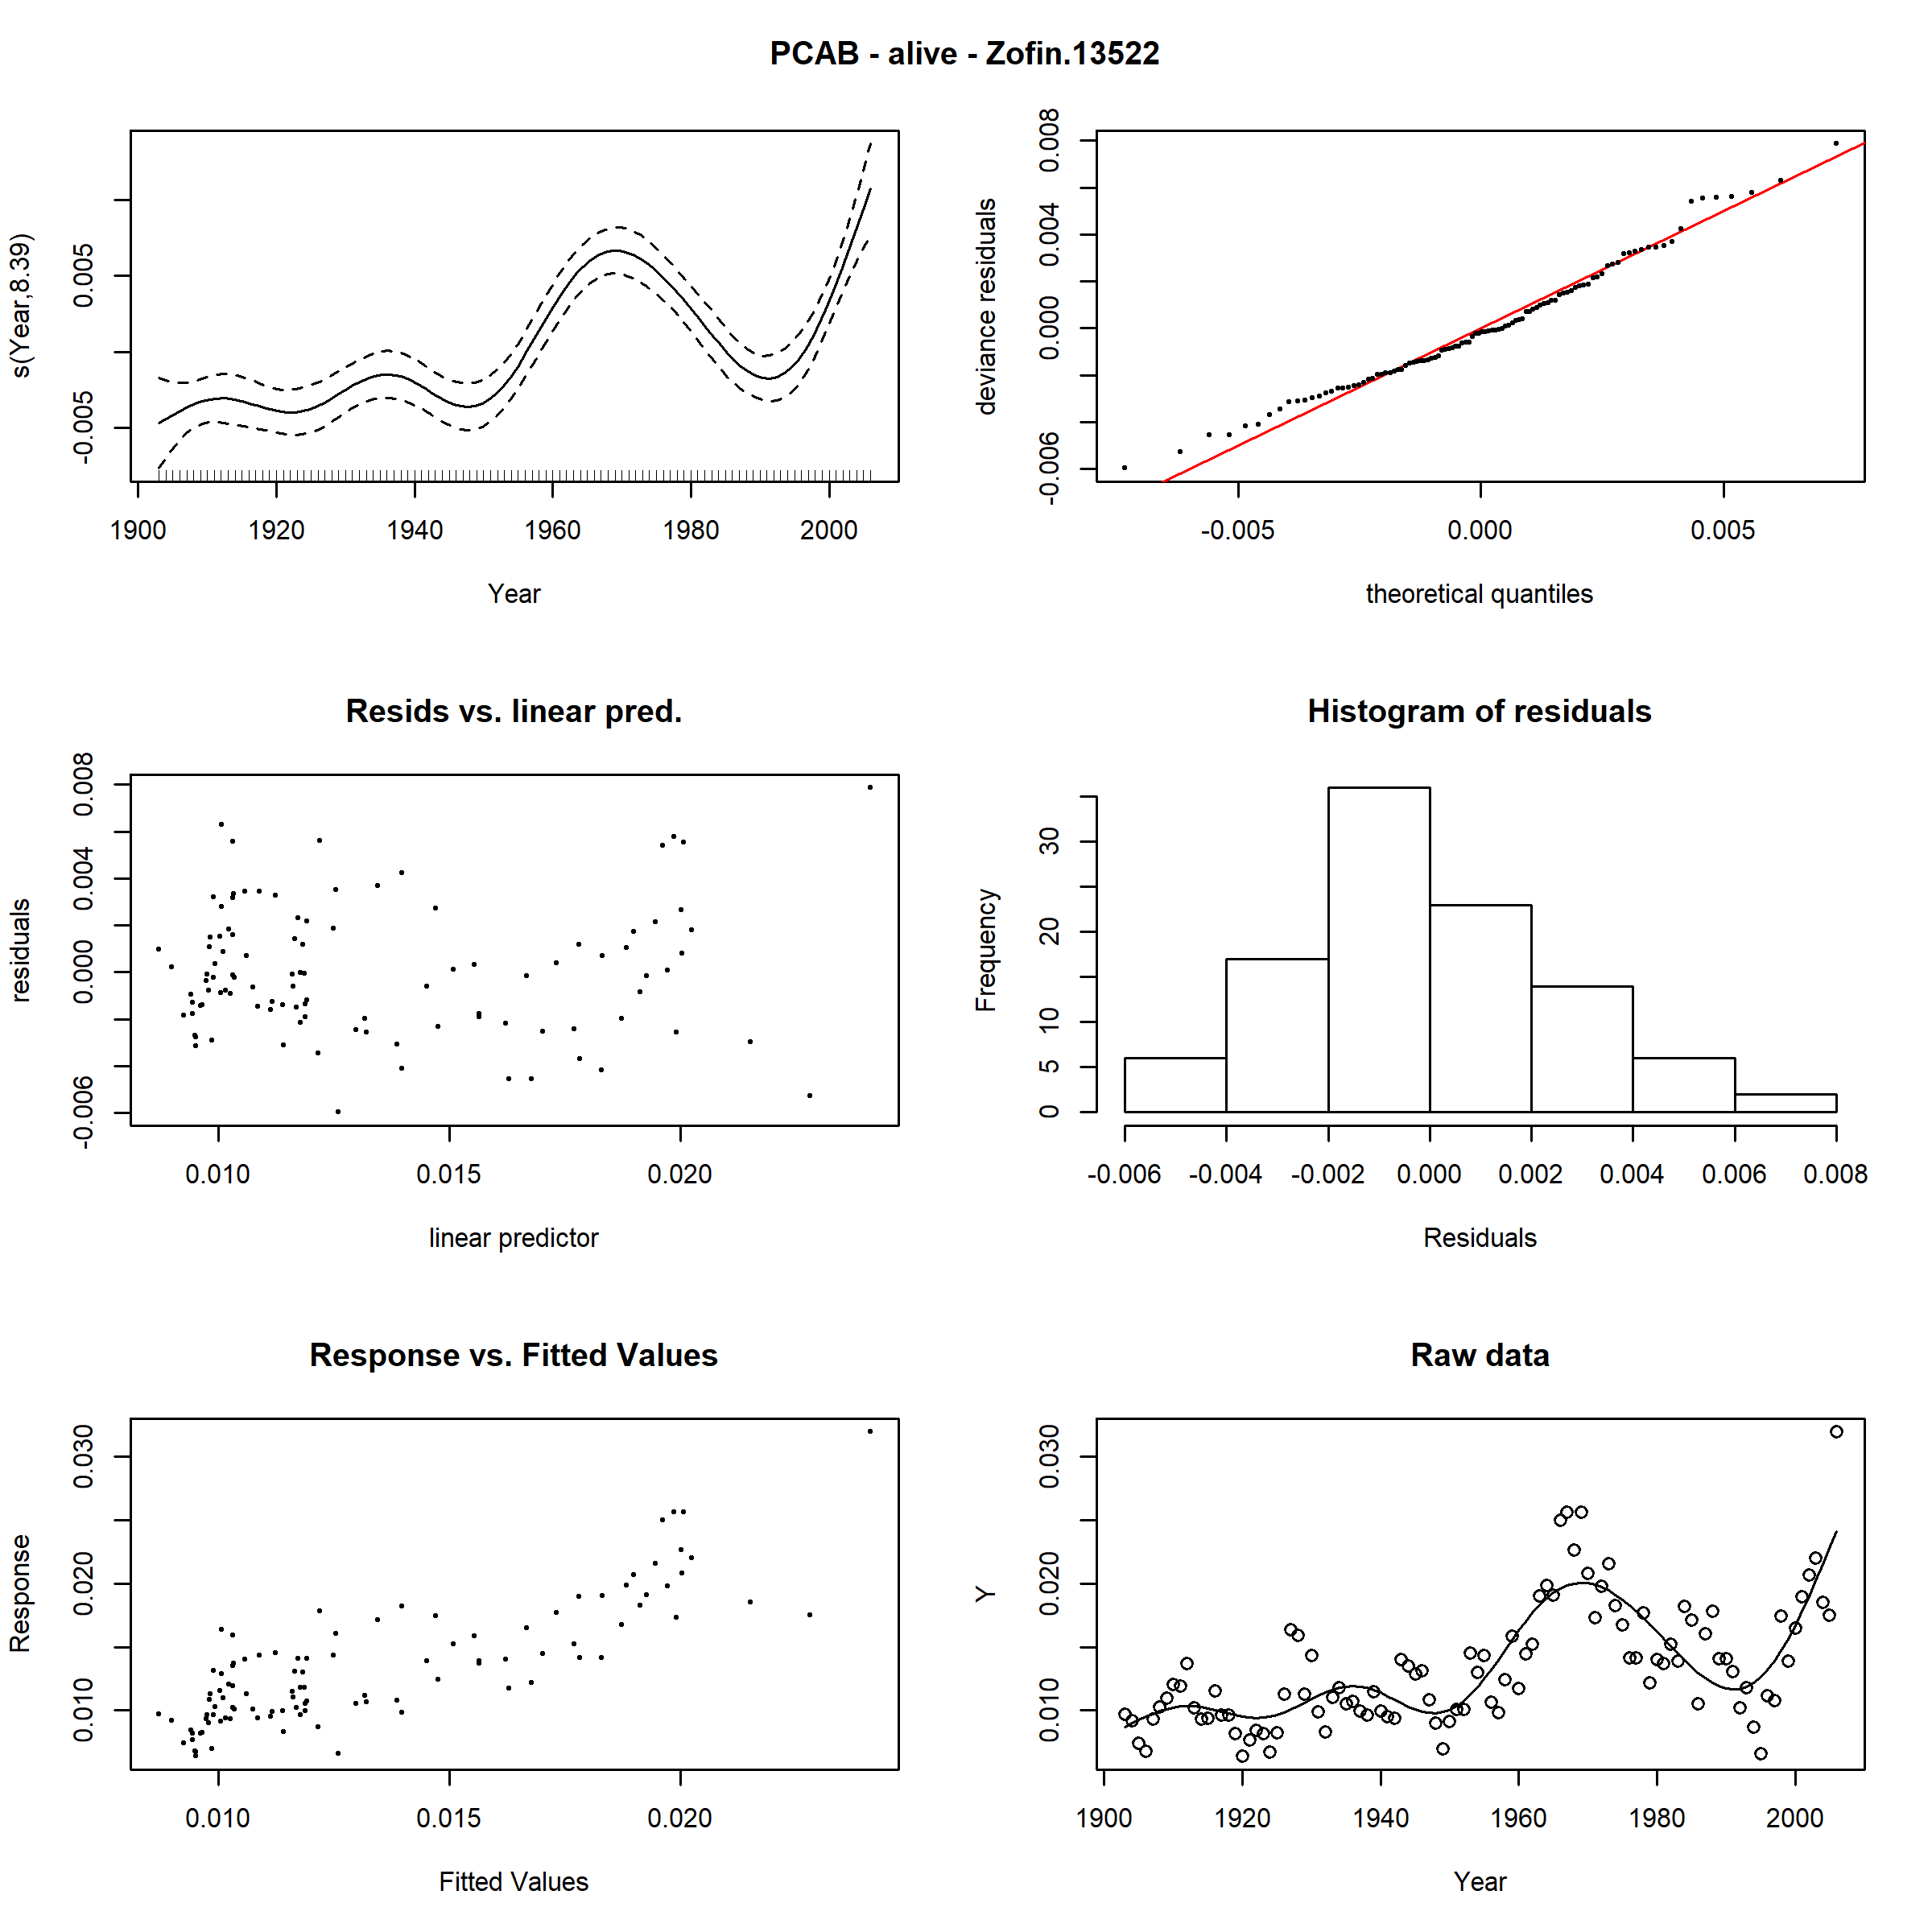 PCAB - alive - Zofin.13522
s(Year,8.39)
-0.005
0.005
1900 1920 1940 1960 1980 2000
Year
deviance residuals
-0.006 0.000 0.004 0.008
-0.005 0.000 0.005
theoretical quantiles
Resids vs. linear pred.
residuals
-0.006 0.000 0.004 0.008
0.010 0.015 0.020
linear predictor
Histogram of residuals
Frequency
0 5 10 20 30
-0.006 -0.004 -0.002 0.000 0.002 0.004 0.006 0.008
Residuals
Response vs. Fitted Values
Response
0.010 0.020 0.030
0.010 0.015 0.020
Fitted Values
Raw data
Y
0.010 0.020 0.030
1900 1920 1940 1960 1980 2000
Year